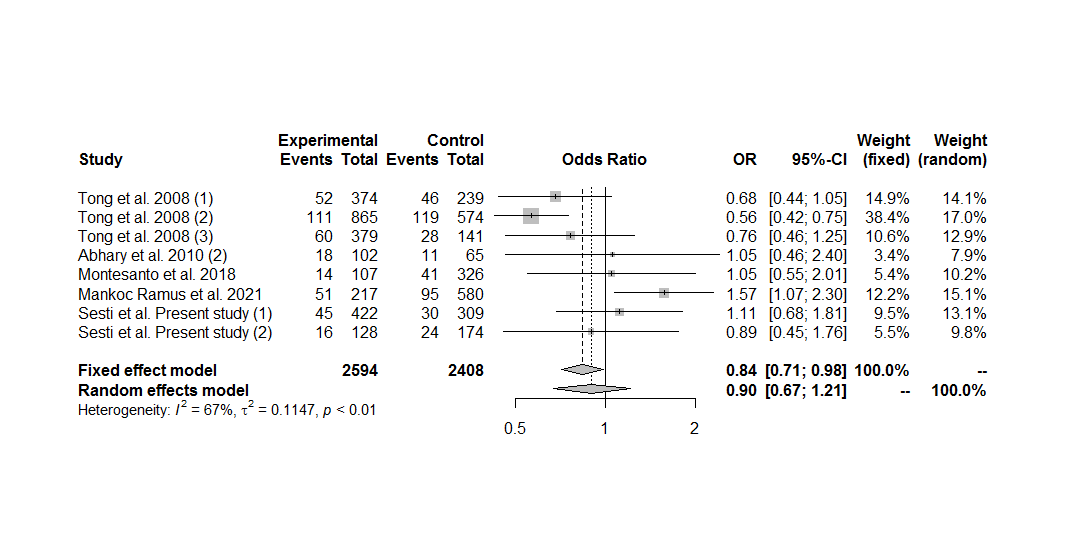 Experimental Control Weight Weight
Study Events Total Events Total Odds Ratio OR 95%-CI (fixed) (random)
Tong et al. 2008 (1) 52 374 46 239 0.68 [0.44; 1.05] 14.9% 14.1%
Tong et al. 2008 (2) 111 865 119 574 0.56 [0.42; 0.75] 38.4% 17.0%
Tong et al. 2008 (3) 60 379 28 141 0.76 [0.46; 1.25] 10.6% 12.9%
Abhary et al. 2010 (2) 18 102 11 65 1.05 [0.46; 2.40] 3.4% 7.9%
Montesanto et al. 2018 14 107 41 326 1.05 [0.55; 2.01] 5.4% 10.2%
Mankoc Ramus et al. 2021 51 217 95 580 1.57 [1.07; 2.30] 12.2% 15.1%
Sesti et al. Present study (1) 45 422 30 309 1.11 [0.68; 1.81] 9.5% 13.1%
Sesti et al. Present study (2) 16 128 24 174 0.89 [0.45; 1.76] 5.5% 9.8%
Fixed effect model 2594 2408 0.84 [0.71; 0.98] 100.0% --
Random effects model 0.90 [0.67; 1.21] -- 100.0%
Heterogeneity: I² = 67%, τ² = 0.1147, p < 0.01
0.5 1 2